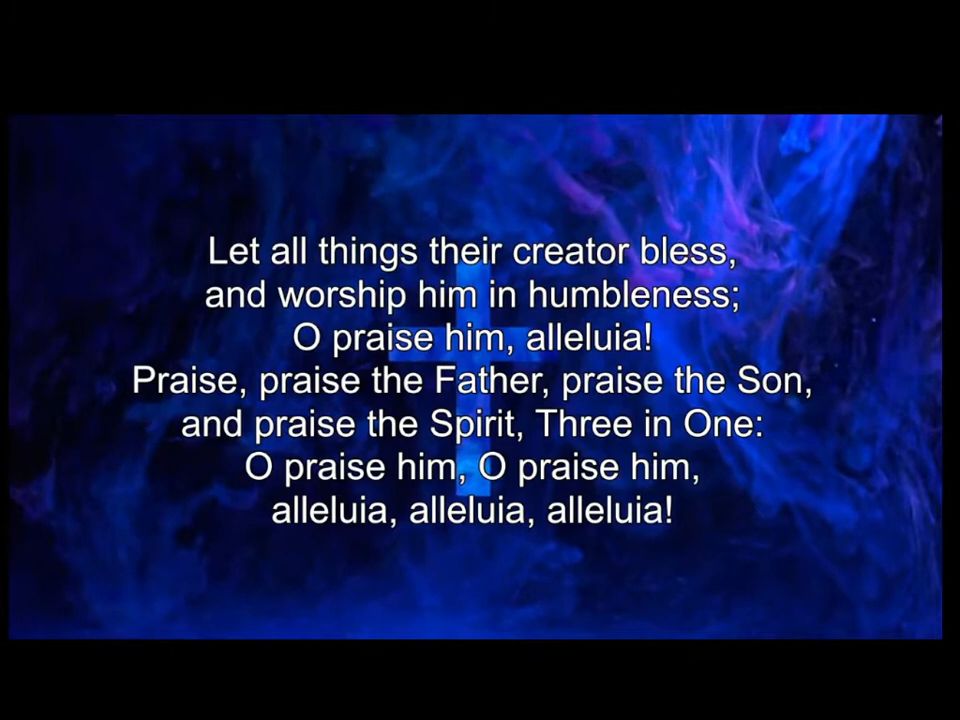 Let all things their creator bless,
and worship him in humbleness;
O praise him, alleluia!
Praise, praise the Father, praise the Son,
and praise the Spirit, Three in One:
O praise him, O praise him,
alleluia, alleluia, alleluia!